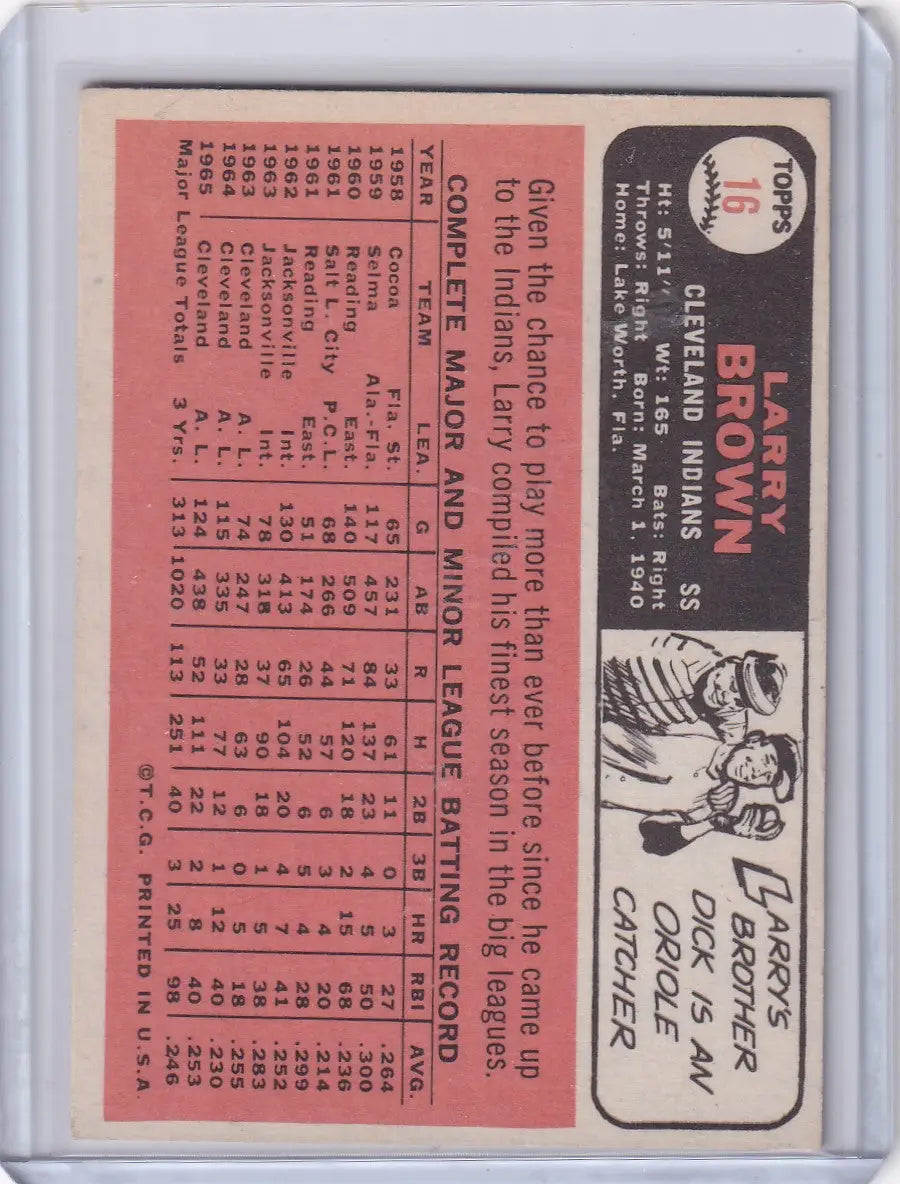 TOPPS
16
LARRY
BROWN
CLEVELAND INDIANS SS
Ht: 5'11" Wt: 165 Bats: Right
Throws: Right Born: March 1, 1940
Home: Lake Worth, Fla.
LARRY'S
BROTHER
DICK IS AN
ORIOLE
CATCHER
Given the chance to play more than ever before since he came up
to the Indians, Larry compiled his finest season in the big leagues.
COMPLETE MAJOR AND MINOR LEAGUE BATTING RECORD
YEAR TEAM LEA. G AB R H 2B 3B HR RBI AVG.
1958 Cocoa Fla. St. 65 231 33 61 11 0 3 27 .264
1959 Selma Ala.-Fla. 117 457 84 137 23 4 5 50 .300
1960 Reading East. 140 509 71 120 18 2 15 68 .236
1961 Salt L. City P.C.L. 68 266 44 57 6 3 4 20 .214
1961 Reading East. 51 174 26 52 6 5 4 28 .299
1962 Jacksonville Int. 130 413 65 104 20 4 7 41 .252
1963 Jacksonville Int. 78 318 37 90 18 1 5 38 .283
1963 Cleveland A. L. 74 247 28 63 6 0 5 18 .255
1964 Cleveland A. L. 115 335 33 77 12 1 12 40 .230
1965 Cleveland A. L. 124 438 52 111 22 2 8 40 .253
Major League Totals 3 Yrs. 313 1020 113 251 40 3 25 98 .246
©T.C.G. PRINTED IN U.S.A.